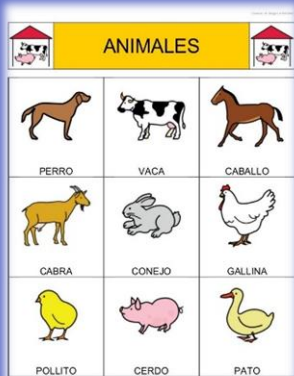 ANIMALES
PERRO VACA CABALLO
CABRA CONEJO GALLINA
POLLITO CERDO PATO